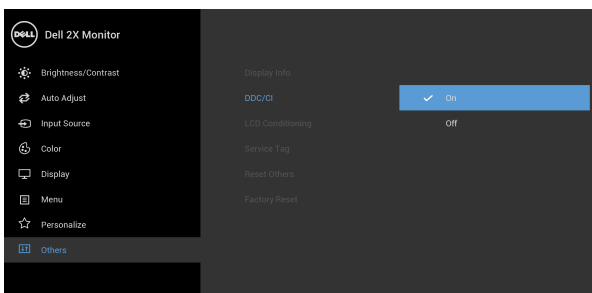 DELL
Dell 2X Monitor
Brightness/Contrast
Auto Adjust
Input Source
Color
Display
Menu
Personalize
Others
Display Info
DDC/CI
LCD Conditioning
Service Tag
Reset Others
Factory Reset
On
Off